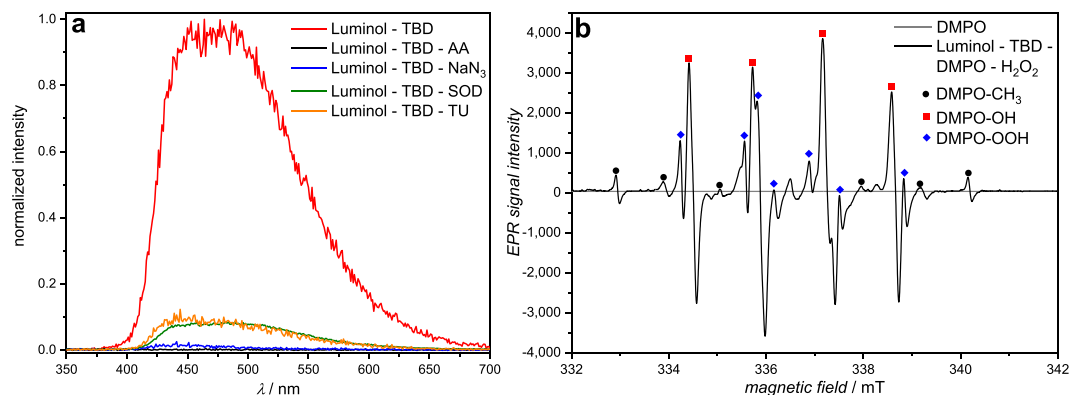 a
normalized intensity
1.0
0.8
0.6
0.4
0.2
0.0
350
400
450
500
550
600
650
700
λ / nm
Luminol - TBD
Luminol - TBD - AA
Luminol - TBD - NaN₃
Luminol - TBD - SOD
Luminol - TBD - TU
b
EPR signal intensity
4,000
3,000
2,000
1,000
0
-1,000
-2,000
-3,000
-4,000
332
334
336
338
340
342
magnetic field / mT
DMPO
Luminol - TBD -
DMPO - H₂O₂
DMPO-CH₃
DMPO-OH
DMPO-OOH